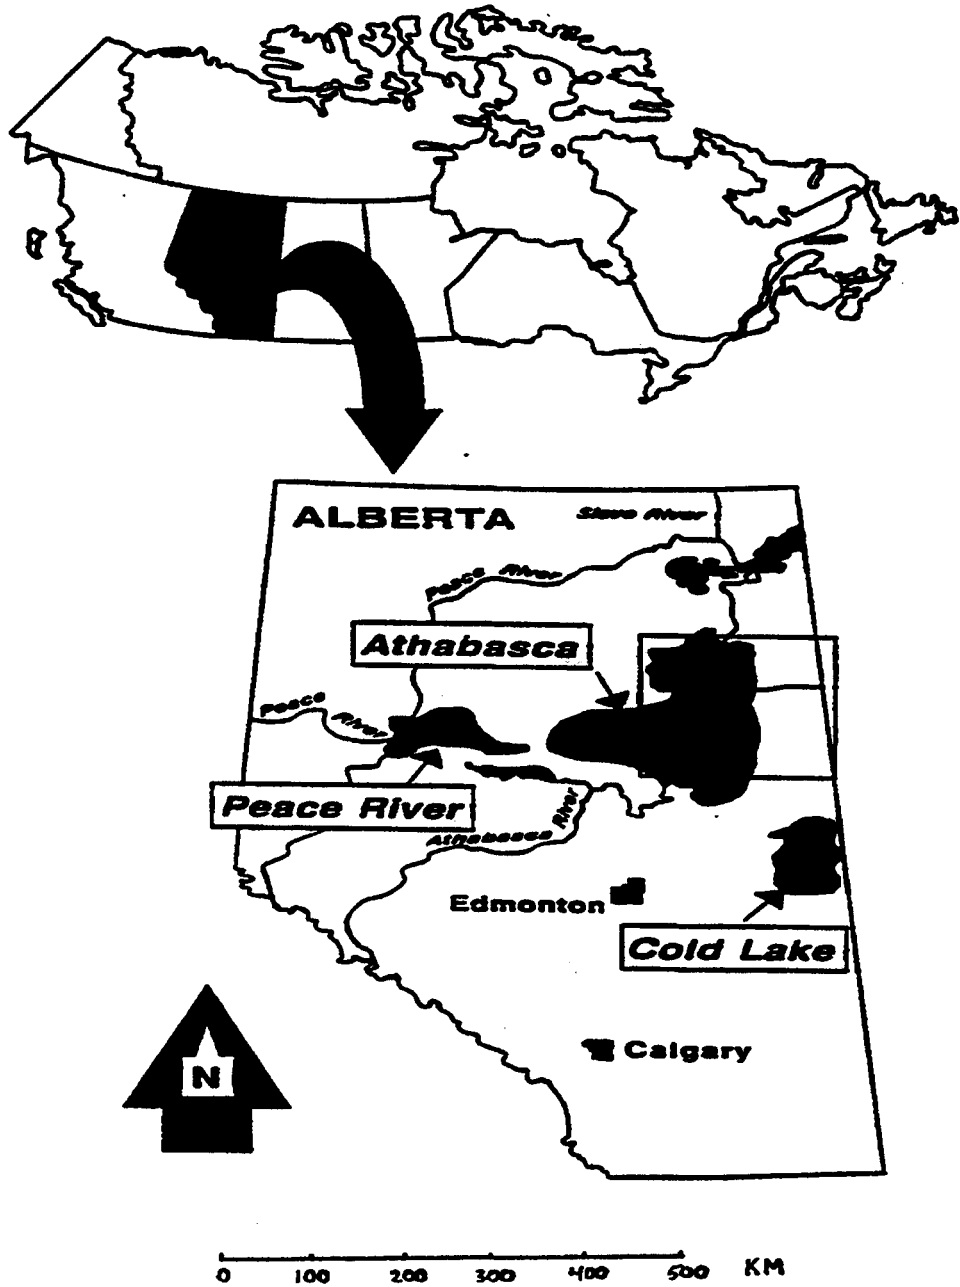 ALBERTA
Slave River
Peace River
Athabasca
Peace River
Peace River
Athabasca River
Edmonton
Cold Lake
Calgary
N
0 100 200 300 400 500 KM